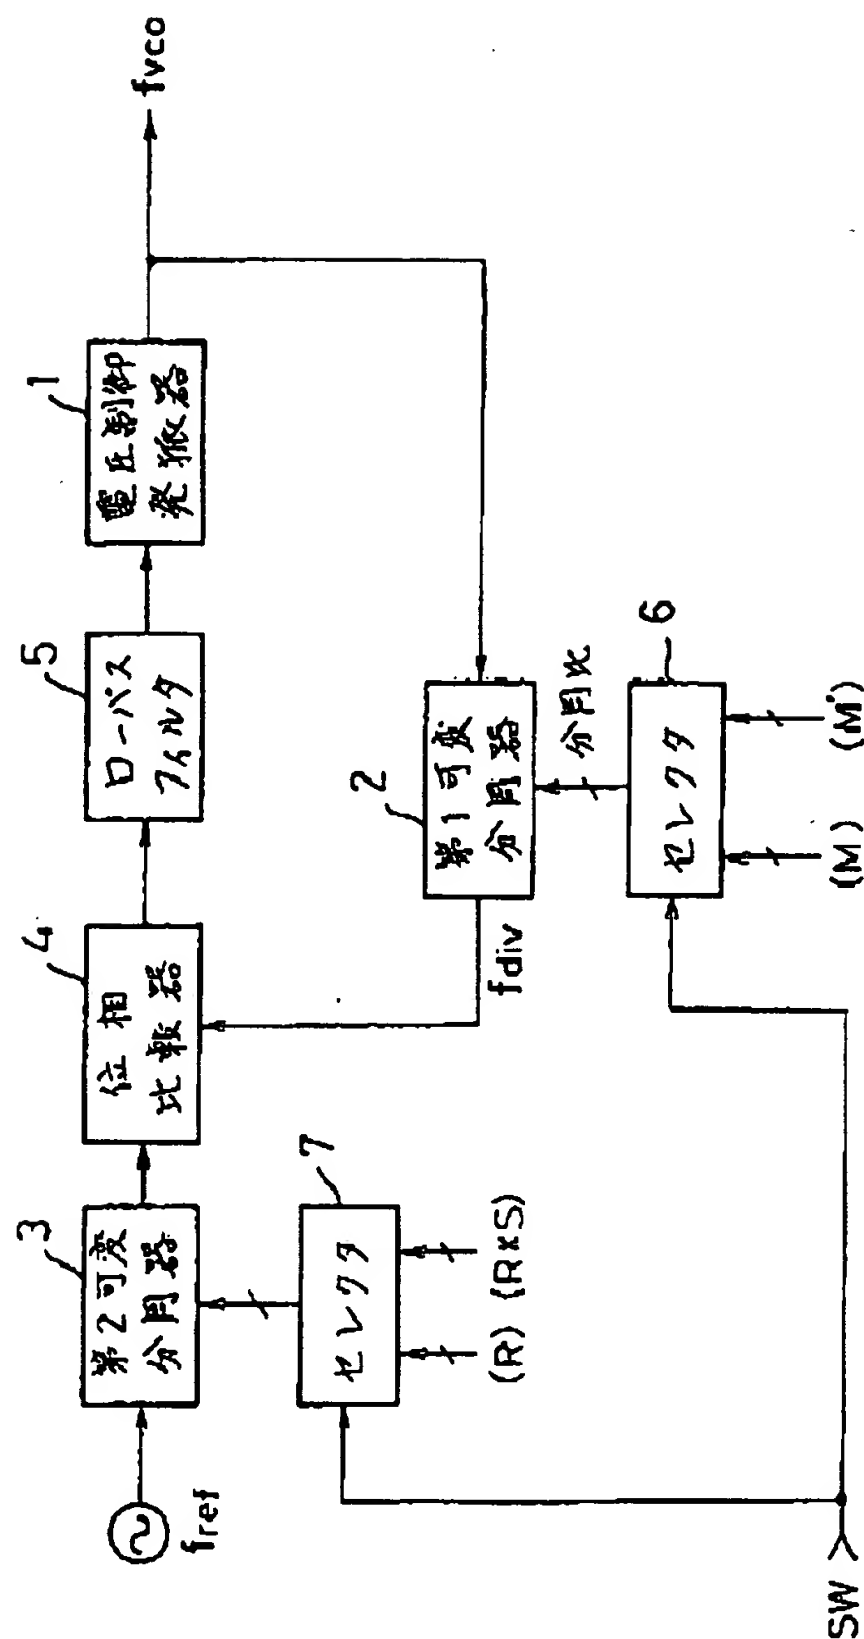 fref
3
第2可変
分周器
4
位相
比較器
5
ローパス
フィルタ
1
電圧制御
発振器
fvco
7
セレクタ
(R) (R×S)
fdiv
2
第1可変
分周器
分周比
6
セレクタ
(M) (M')
SW